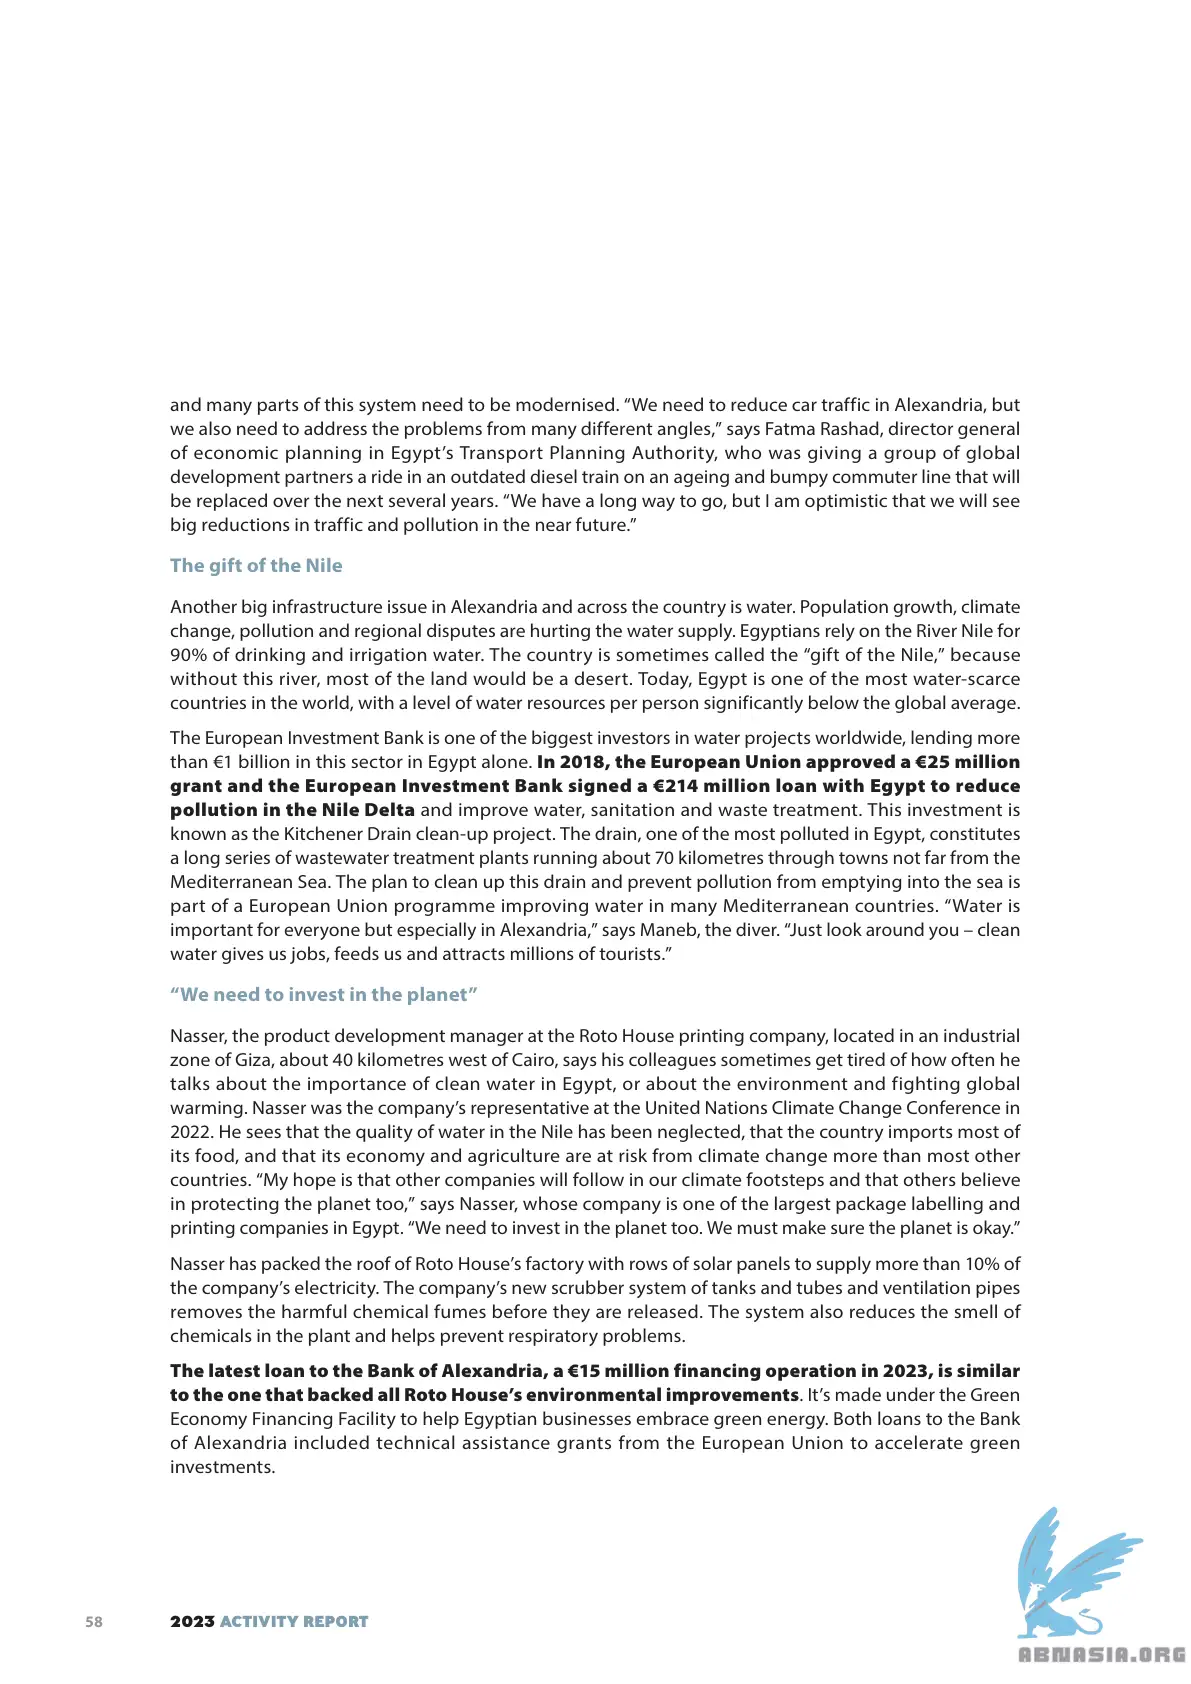 and many parts of this system need to be modernised. “We need to reduce car traffic in Alexandria, but
we also need to address the problems from many different angles,” says Fatma Rashad, director general
of economic planning in Egypt’s Transport Planning Authority, who was giving a group of global
development partners a ride in an outdated diesel train on an ageing and bumpy commuter line that will
be replaced over the next several years. “We have a long way to go, but I am optimistic that we will see
big reductions in traffic and pollution in the near future.”
The gift of the Nile
Another big infrastructure issue in Alexandria and across the country is water. Population growth, climate
change, pollution and regional disputes are hurting the water supply. Egyptians rely on the River Nile for
90% of drinking and irrigation water. The country is sometimes called the “gift of the Nile,” because
without this river, most of the land would be a desert. Today, Egypt is one of the most water-scarce
countries in the world, with a level of water resources per person significantly below the global average.
The European Investment Bank is one of the biggest investors in water projects worldwide, lending more
than €1 billion in this sector in Egypt alone. In 2018, the European Union approved a €25 million
grant and the European Investment Bank signed a €214 million loan with Egypt to reduce
pollution in the Nile Delta and improve water, sanitation and waste treatment. This investment is
known as the Kitchener Drain clean-up project. The drain, one of the most polluted in Egypt, constitutes
a long series of wastewater treatment plants running about 70 kilometres through towns not far from the
Mediterranean Sea. The plan to clean up this drain and prevent pollution from emptying into the sea is
part of a European Union programme improving water in many Mediterranean countries. “Water is
important for everyone but especially in Alexandria,” says Maneb, the diver. “Just look around you – clean
water gives us jobs, feeds us and attracts millions of tourists.”
“We need to invest in the planet”
Nasser, the product development manager at the Roto House printing company, located in an industrial
zone of Giza, about 40 kilometres west of Cairo, says his colleagues sometimes get tired of how often he
talks about the importance of clean water in Egypt, or about the environment and fighting global
warming. Nasser was the company’s representative at the United Nations Climate Change Conference in
2022. He sees that the quality of water in the Nile has been neglected, that the country imports most of
its food, and that its economy and agriculture are at risk from climate change more than most other
countries. “My hope is that other companies will follow in our climate footsteps and that others believe
in protecting the planet too,” says Nasser, whose company is one of the largest package labelling and
printing companies in Egypt. “We need to invest in the planet too. We must make sure the planet is okay.”
Nasser has packed the roof of Roto House’s factory with rows of solar panels to supply more than 10% of
the company’s electricity. The company’s new scrubber system of tanks and tubes and ventilation pipes
removes the harmful chemical fumes before they are released. The system also reduces the smell of
chemicals in the plant and helps prevent respiratory problems.
The latest loan to the Bank of Alexandria, a €15 million financing operation in 2023, is similar
to the one that backed all Roto House’s environmental improvements. It’s made under the Green
Economy Financing Facility to help Egyptian businesses embrace green energy. Both loans to the Bank
of Alexandria included technical assistance grants from the European Union to accelerate green
investments.
58 2023 ACTIVITY REPORT
ABNASIA.ORG